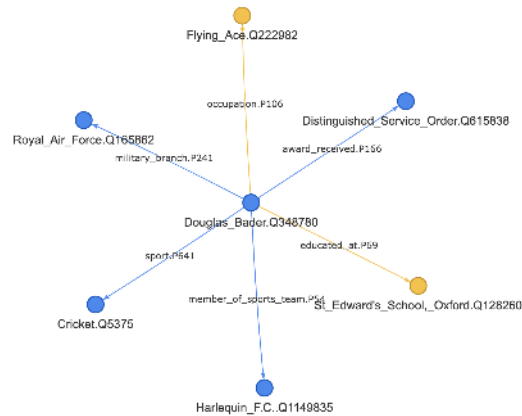 Flying_Ace.Q222982
occupation.P106
Royal_Air_Force.Q165862
Distinguished_Service_Order.Q615838
military_branch.P241
award_received.P166
Douglas_Bader.Q348780
sport.P641
educated_at.P69
member_of_sports_team.P54
Cricket.Q5375
St_Edward's_School,_Oxford.Q128260
Harlequin_F.C..Q1149835